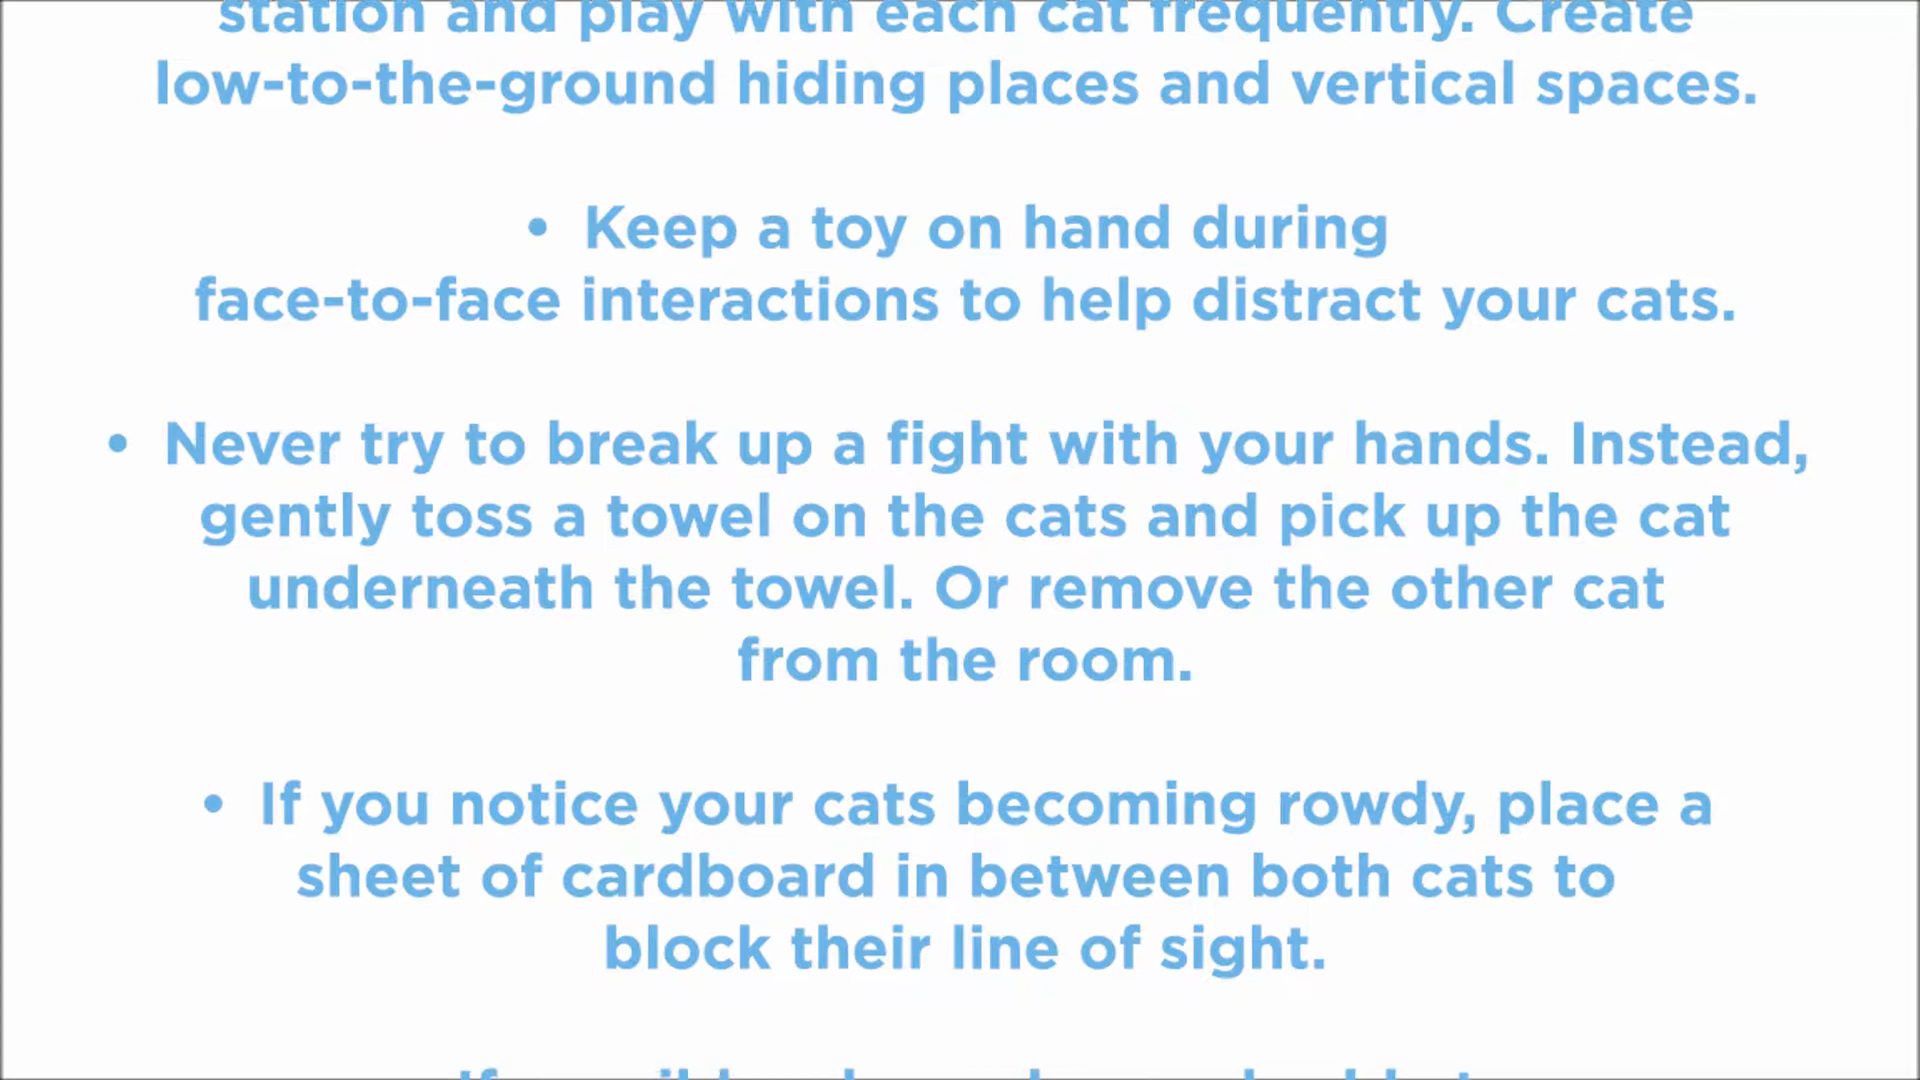 station and play with each cat frequently. Create
low-to-the-ground hiding places and vertical spaces.
• Keep a toy on hand during
face-to-face interactions to help distract your cats.
• Never try to break up a fight with your hands. Instead,
gently toss a towel on the cats and pick up the cat
underneath the towel. Or remove the other cat
from the room.
• If you notice your cats becoming rowdy, place a
sheet of cardboard in between both cats to
block their line of sight.